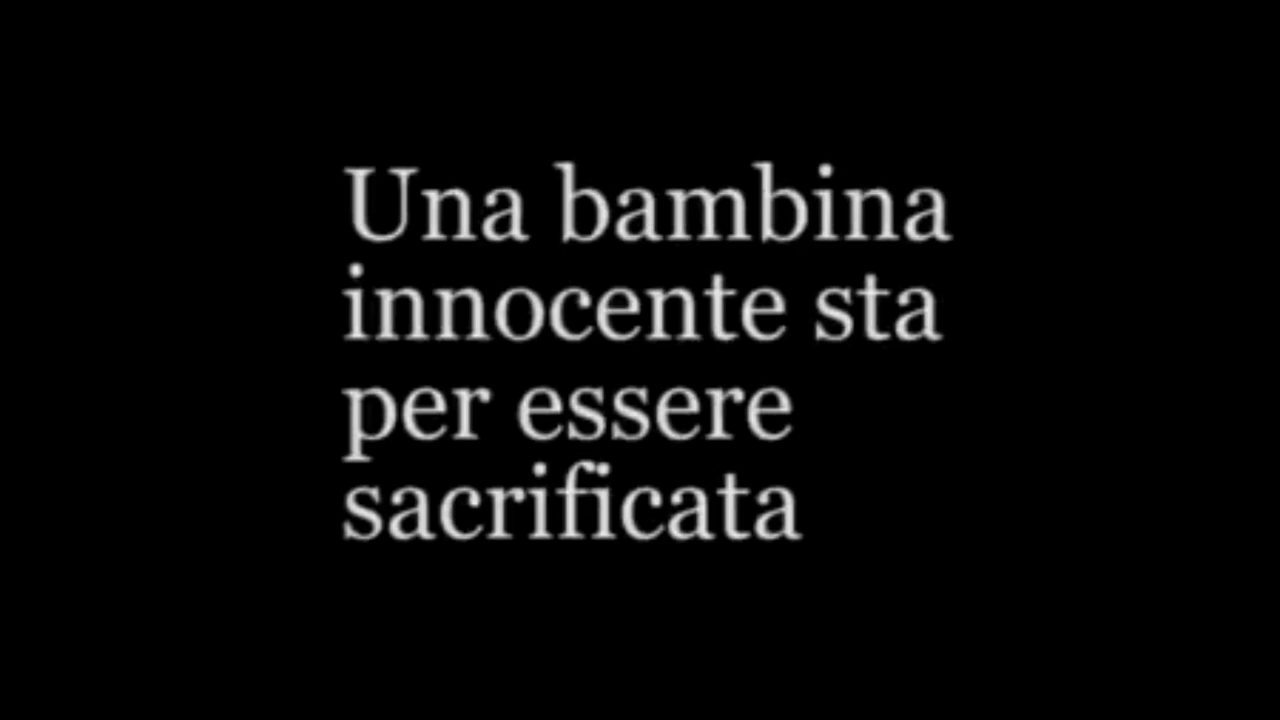 Una bambina
innocente sta
per essere
sacrificata